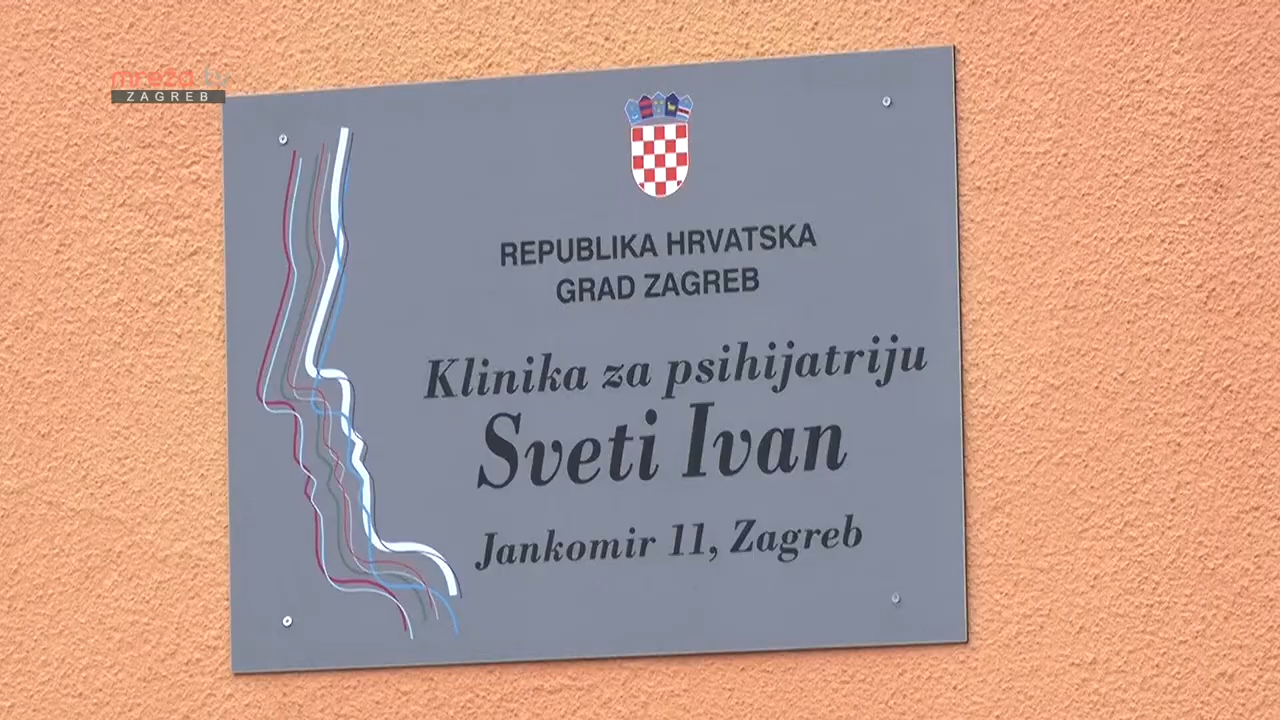 mreža tv
ZAGREB
REPUBLIKA HRVATSKA
GRAD ZAGREB
Klinika za psihijatriju
Sveti Ivan
Jankomir 11, Zagreb